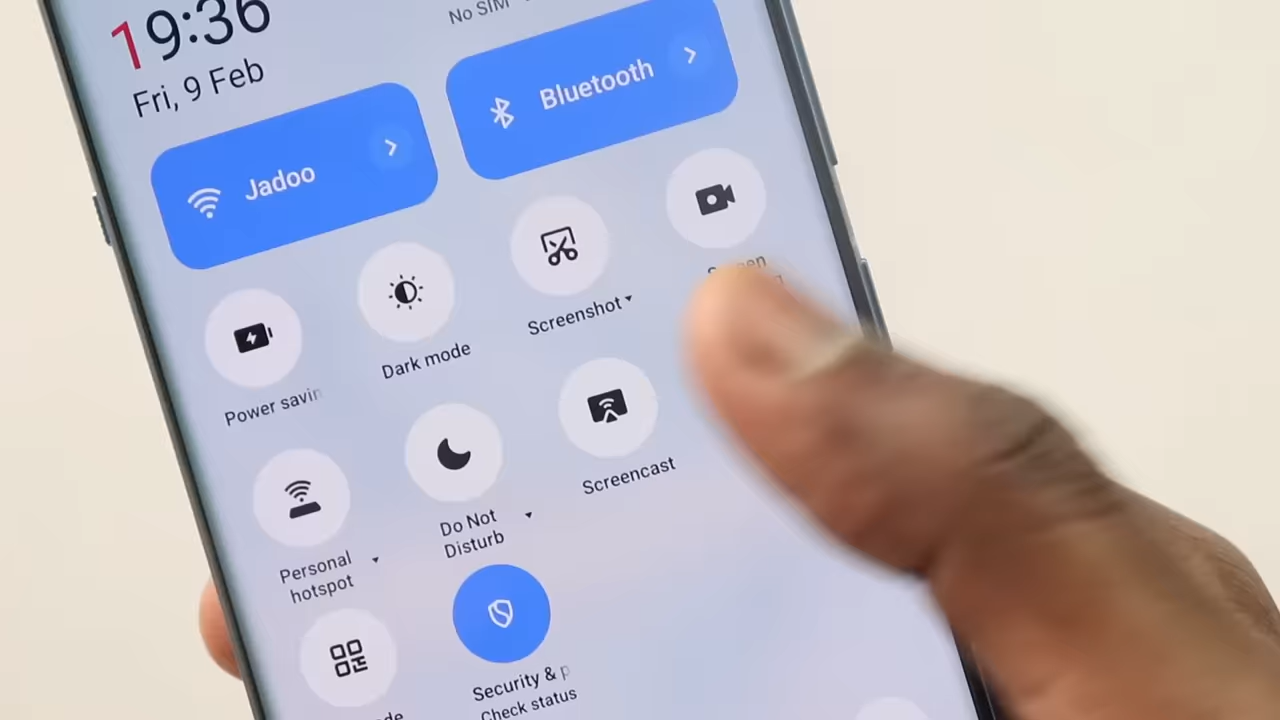 19:36
No SIM
Fri, 9 Feb
Jadoo
Bluetooth
Power savin
Dark mode
Screenshot
Personal
hotspot
Do Not
Disturb
Screencast
Security & p
Check status